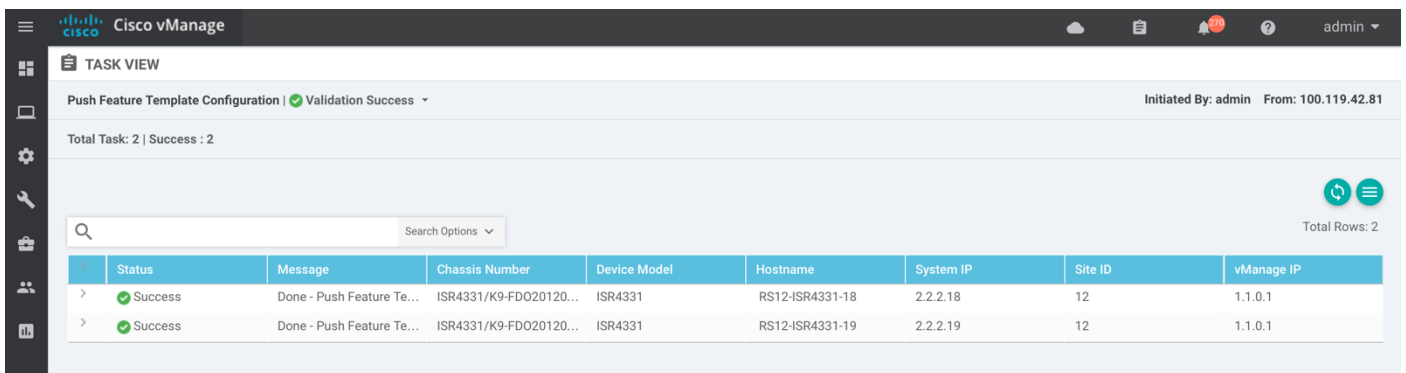 cisco Cisco vManage 270 admin
TASK VIEW
Push Feature Template Configuration | Validation Success Initiated By: admin From: 100.119.42.81
Total Task: 2 | Success : 2
Search Options Total Rows: 2
Status Message Chassis Number Device Model Hostname System IP Site ID vManage IP
Success Done - Push Feature Te... ISR4331/K9-FDO20120... ISR4331 RS12-ISR4331-18 2.2.2.18 12 1.1.0.1
Success Done - Push Feature Te... ISR4331/K9-FDO20120... ISR4331 RS12-ISR4331-19 2.2.2.19 12 1.1.0.1